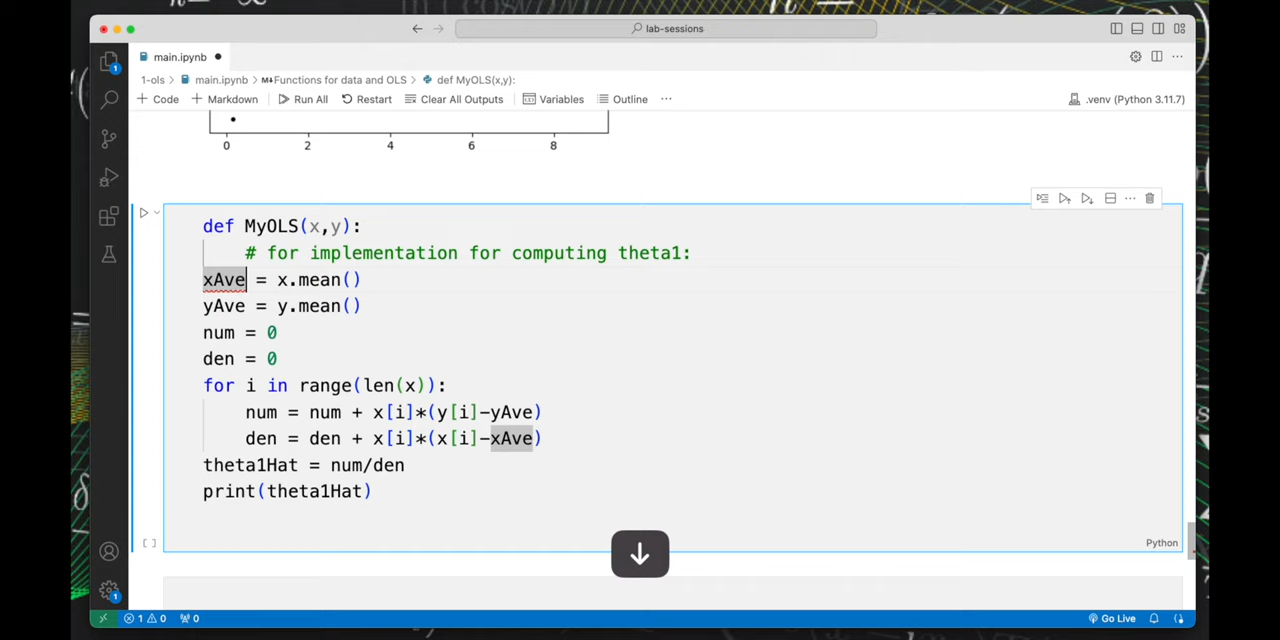 lab-sessions
main.ipynb
1-ols > main.ipynb > M↓Functions for data and OLS > def MyOLS(x,y):
+ Code + Markdown Run All Restart Clear All Outputs Variables Outline ... .venv (Python 3.11.7)
0 2 4 6 8
def MyOLS(x,y):
# for implementation for computing theta1:
xAve = x.mean()
yAve = y.mean()
num = 0
den = 0
for i in range(len(x)):
num = num + x[i]*(y[i]-yAve)
den = den + x[i]*(x[i]-xAve)
theta1Hat = num/den
print(theta1Hat)
[ ] Python
1
1
1 0 0 Go Live